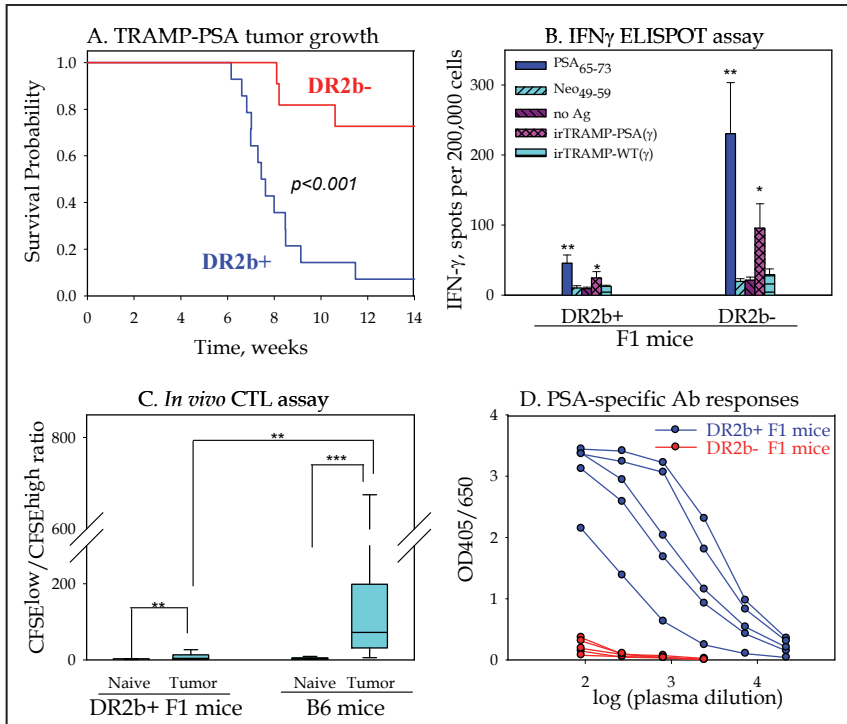 A. TRAMP-PSA tumor growth
Survival Probability
1.0
0.8
0.6
0.4
0.2
0.0
DR2b-
p<0.001
DR2b+
0 2 4 6 8 10 12 14
Time, weeks
B. IFNγ ELISPOT assay
IFN-γ, spots per 200,000 cells
300
200
100
0
PSA65-73
Neo49-59
no Ag
irTRAMP-PSA(γ)
irTRAMP-WT(γ)
** * ** *
DR2b+ DR2b-
F1 mice
C. In vivo CTL assay
CFSElow/CFSEhigh ratio
800
600
200
0
**
***
**
Naive Tumor Naive Tumor
DR2b+ F1 mice B6 mice
D. PSA-specific Ab responses
OD405/650
4
3
2
1
0
DR2b+ F1 mice
DR2b- F1 mice
2 3 4
log (plasma dilution)